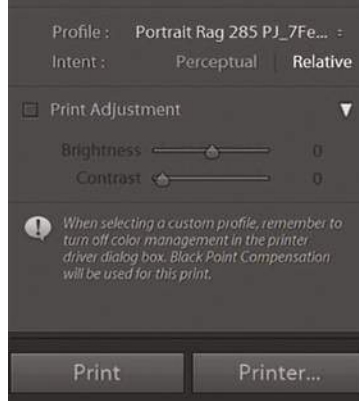 Profile : Portrait Rag 285 PJ_7Fe...
Intent : Perceptual Relative
Print Adjustment
Brightness 0
Contrast 0
When selecting a custom profile, remember to
turn off color management in the printer
driver dialog box. Black Point Compensation
will be used for this print.
Print Printer...